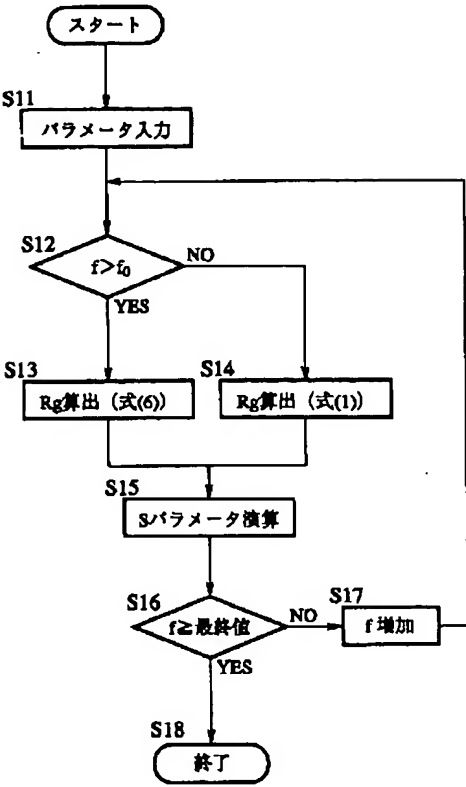 スタート
S11
パラメータ入力
S12
f>f₀
NO
YES
S13
Rg算出 (式(6))
S14
Rg算出 (式(1))
S15
Sパラメータ演算
S16
f≧最終値
NO
YES
S17
f 増加
S18
終了